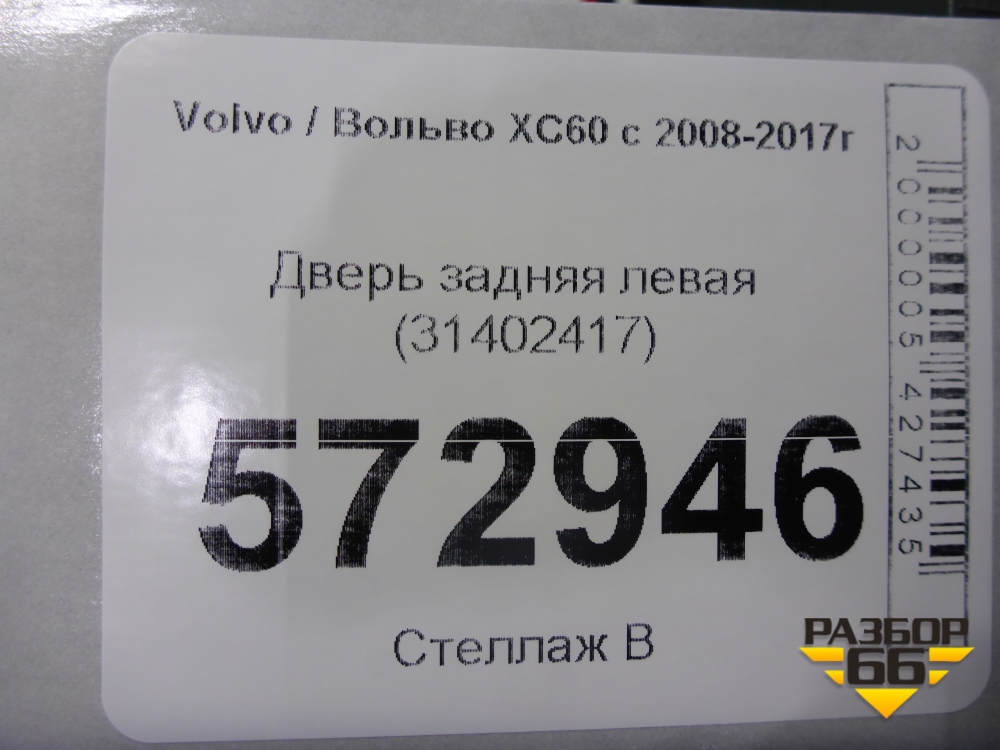 Volvo / Вольво XC60 с 2008-2017г
Дверь задняя левая
(31402417)
572946
Стеллаж В
2000005427435
РАЗБОР
66